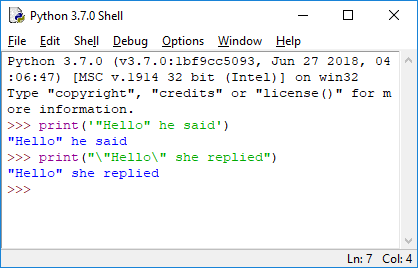 Python 3.7.0 Shell
File Edit Shell Debug Options Window Help
Python 3.7.0 (v3.7.0:1bf9cc5093, Jun 27 2018, 04
:06:47) [MSC v.1914 32 bit (Intel)] on win32
Type "copyright", "credits" or "license()" for m
ore information.
>>> print('"Hello" he said')
"Hello" he said
>>> print("\"Hello\" she replied")
"Hello" she replied
>>>
Ln: 7 Col: 4